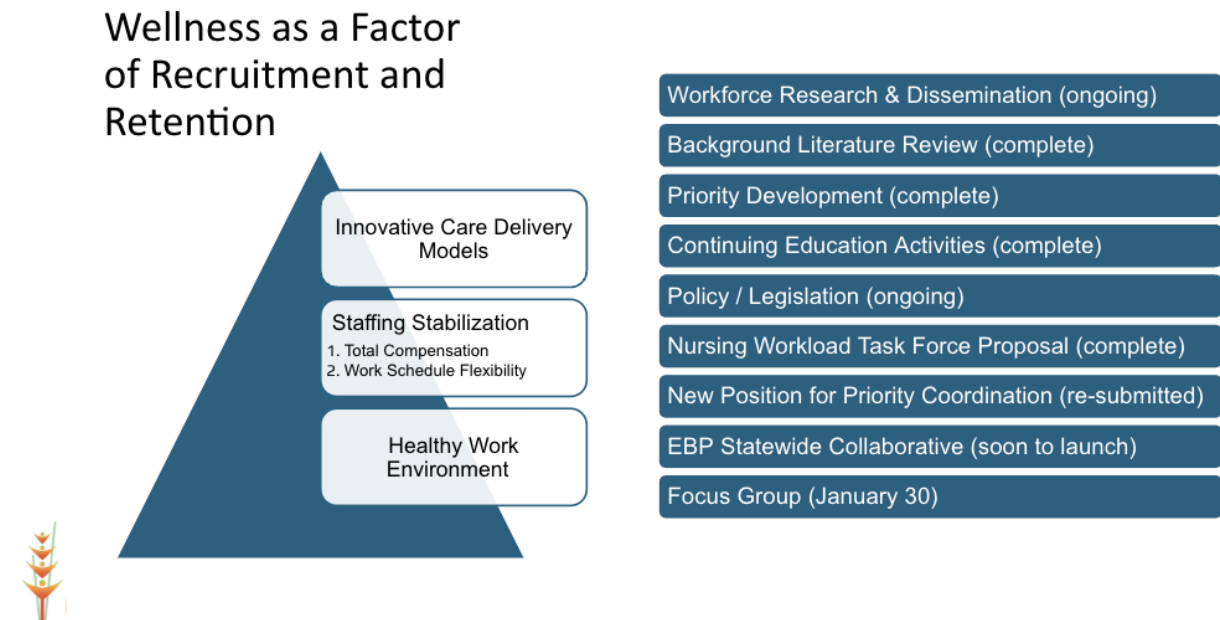 Wellness as a Factor
of Recruitment and
Retention
Innovative Care Delivery
Models
Staffing Stabilization
1. Total Compensation
2. Work Schedule Flexibility
Healthy Work
Environment
Workforce Research & Dissemination (ongoing)
Background Literature Review (complete)
Priority Development (complete)
Continuing Education Activities (complete)
Policy / Legislation (ongoing)
Nursing Workload Task Force Proposal (complete)
New Position for Priority Coordination (re-submitted)
EBP Statewide Collaborative (soon to launch)
Focus Group (January 30)